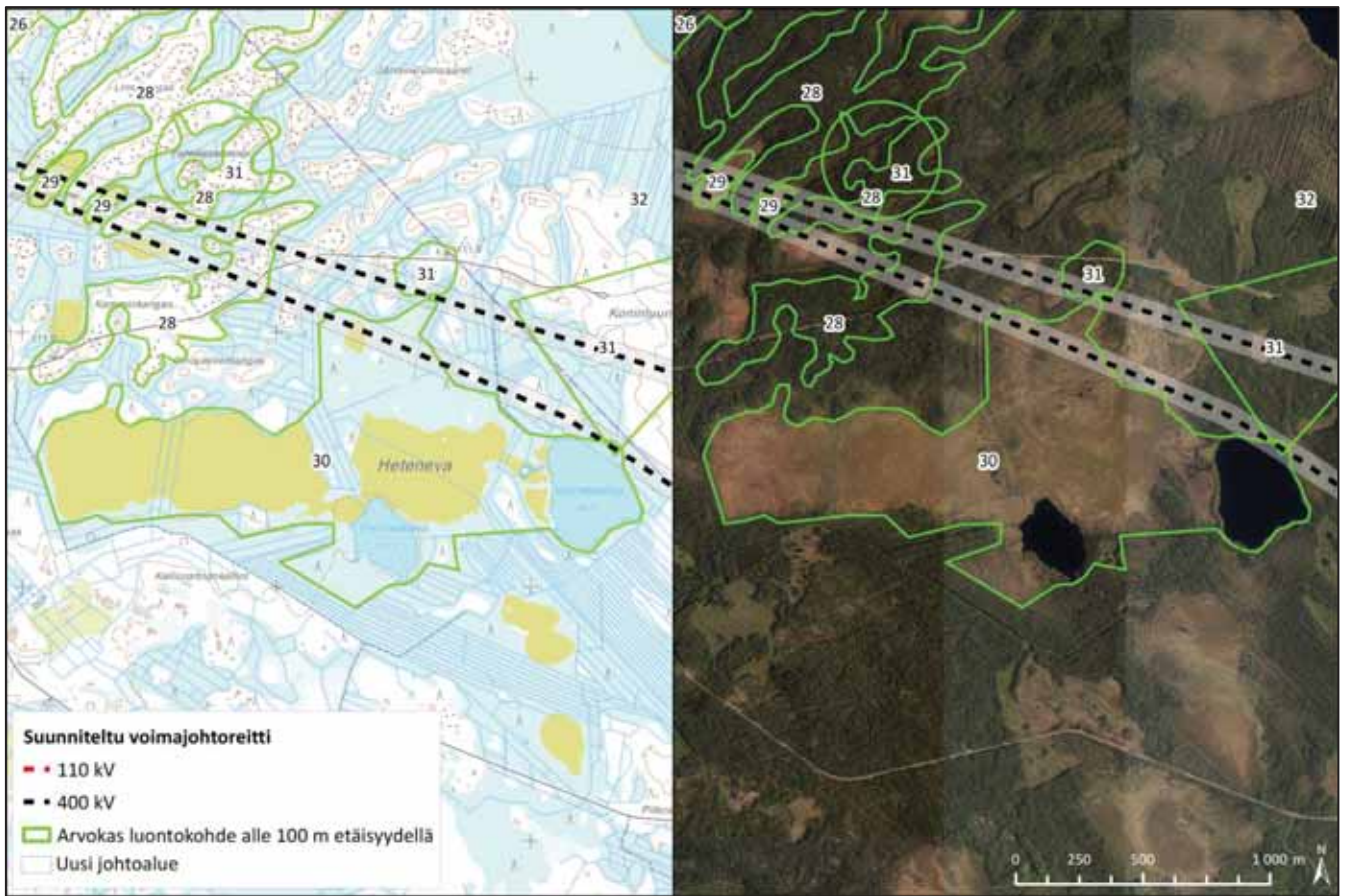 26
28
31
29
28
32
29
31
28
31
30
Heteneva
Suunniteltu voimajohtoreitti
110 kV
400 kV
Arvokas luontokohde alle 100 m etäisyydellä
Uusi johtoalue
26
28
31
29
28
32
29
31
28
31
30
0 250 500 1 000 m
N